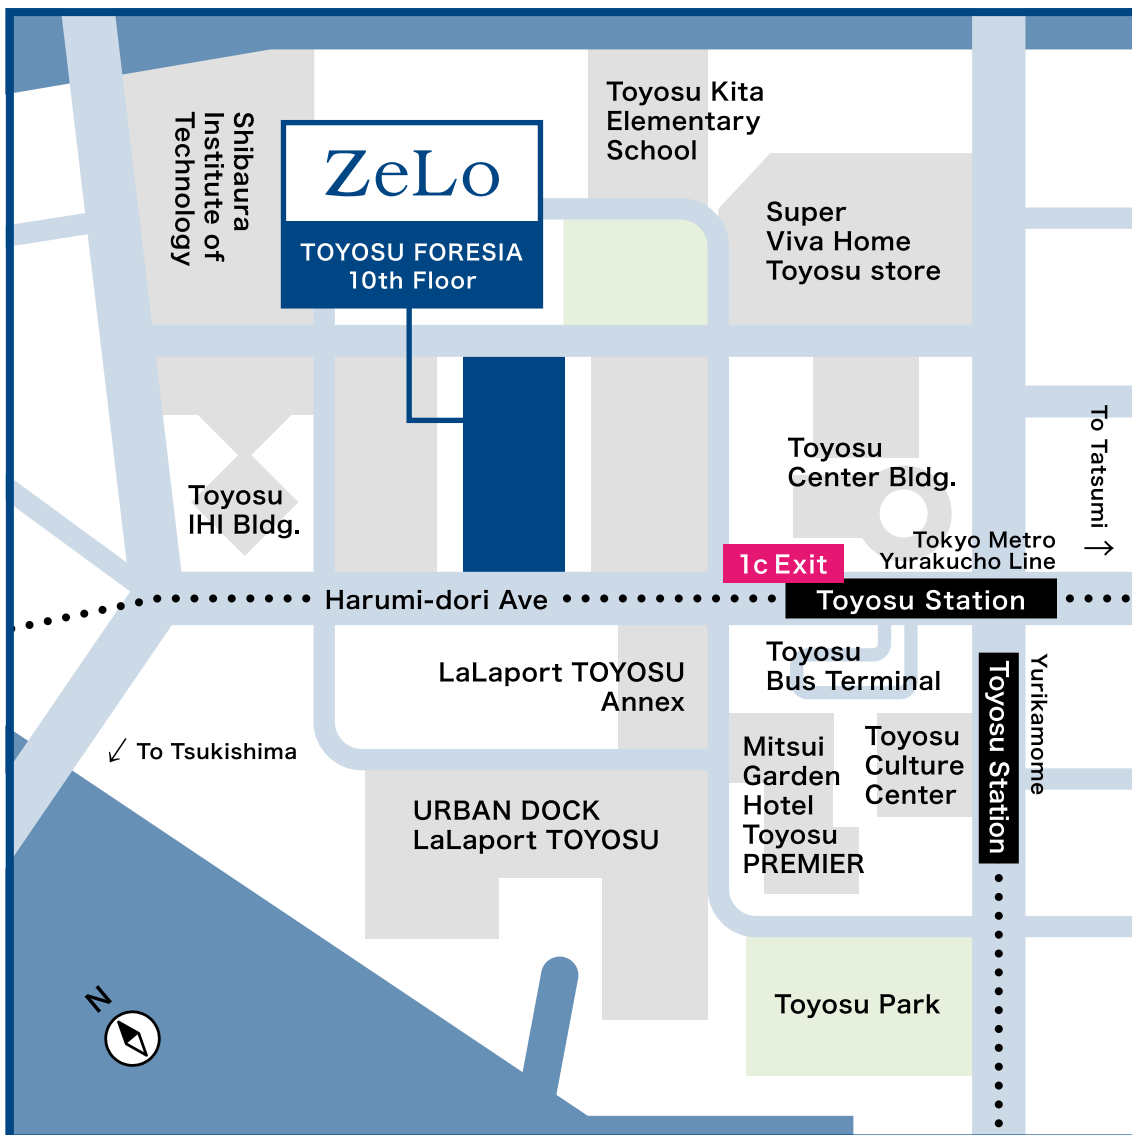 Toyosu Kita
Elementary
School
Shibaura
Institute of
Technology
ZeLo
TOYOSU FORESIA
10th Floor
Super
Viva Home
Toyosu store
Toyosu
IHI Bldg.
Toyosu
Center Bldg.
To Tatsumi ↑
Tokyo Metro
Yurakucho Line
1c Exit
Toyosu Station
Harumi-dori Ave
LaLaport TOYOSU
Annex
Toyosu
Bus Terminal
Yurikamome
Toyosu Station
↙ To Tsukishima
Mitsui
Garden
Hotel
Toyosu
PREMIER
Toyosu
Culture
Center
URBAN DOCK
LaLaport TOYOSU
Toyosu Park
N